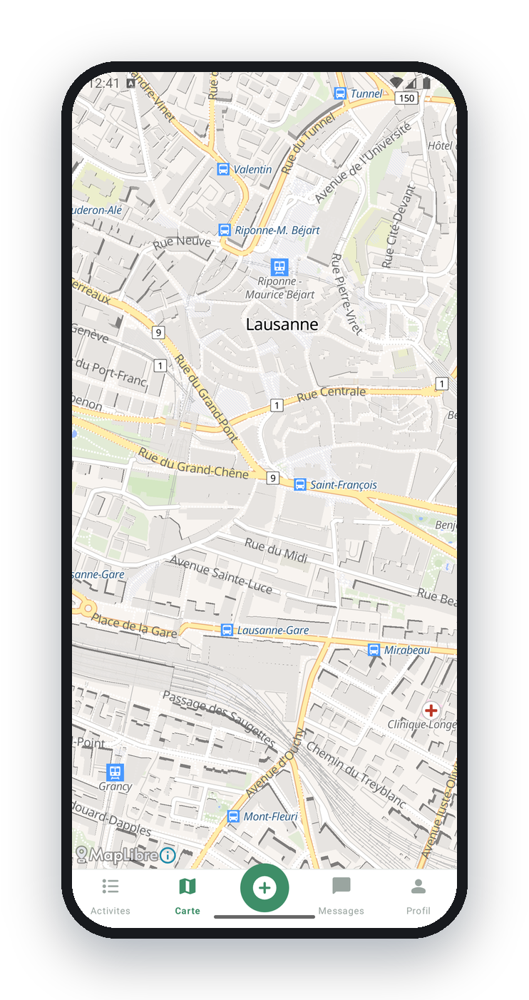 12:41
A
Tunnel
150
andre-Vinet
Rue d
Rue du Tunnel
Avenue de l'Université
Hôtel
Valentin
uderon-Alé
Riponne-M. Béjart
Rue Cité-Devant
Rue Neuve
Riponne -
Maurice Béjart
Rue Pierre-Viret
erreaux
Lausanne
9
Genève
1
du Port-Franc
Rue du Grand-Pont
1
Rue Centrale
1
benon
Be
Rue du Grand-Chêne
9
Saint-François
Benj
Rue du Midi
Avenue Sainte-Luce
sanne-Gare
Rue Bea
Place de la Gare
Lausanne-Gare
Mirabeau
Passage des Saugettes
Clinique-Longe
-Point
Avenue d'Ouchy
Chemin du Treyblanc
Grancy
Avenue Juste-Olivi
douard-Dapples
Mont-Fleuri
MapLibre
Activites
Carte
Messages
Profil